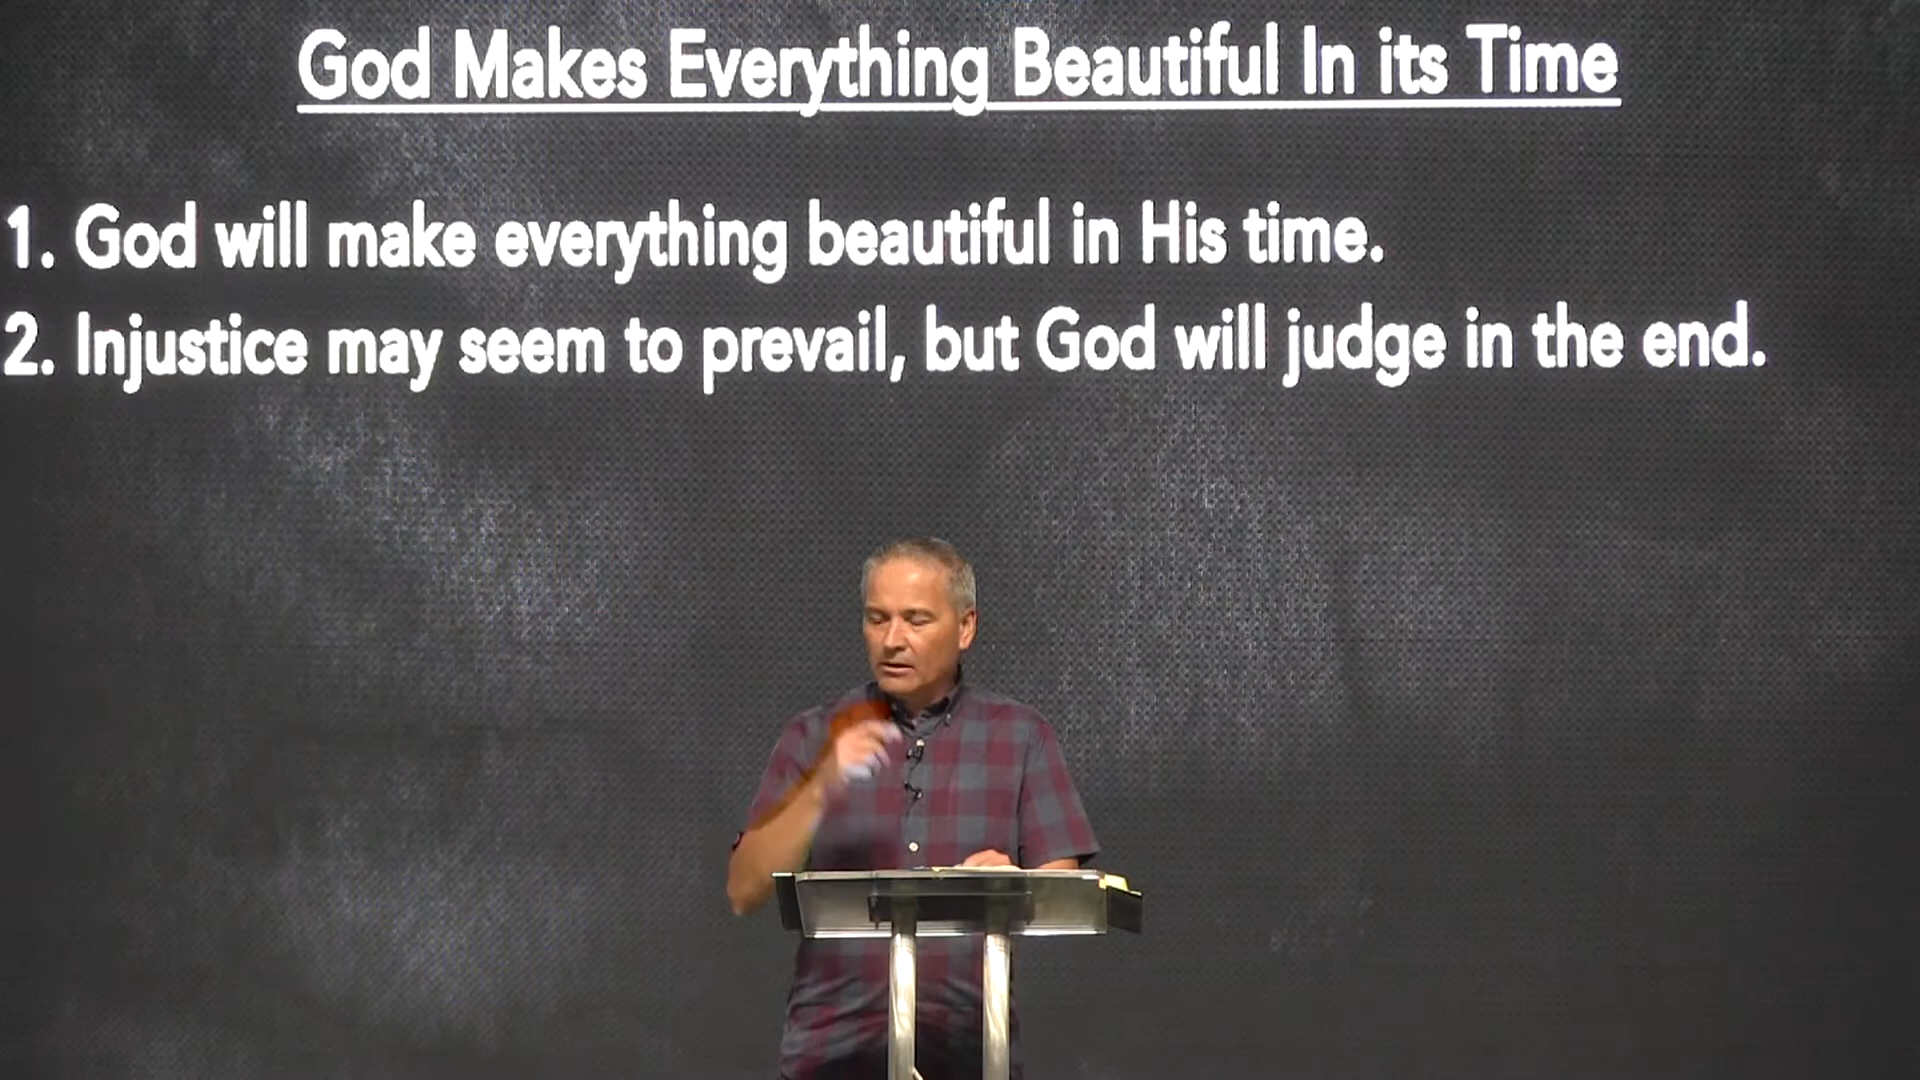 God Makes Everything Beautiful In its Time
1. God will make everything beautiful in His time.
2. Injustice may seem to prevail, but God will judge in the end.